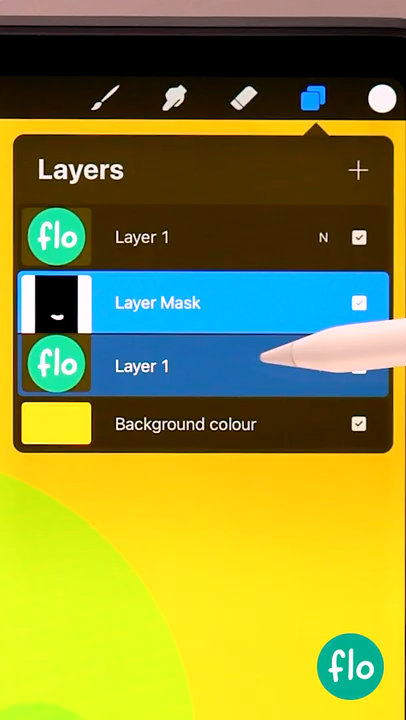 Layers
flo
Layer 1
N
Layer Mask
flo
Layer 1
Background colour
flo